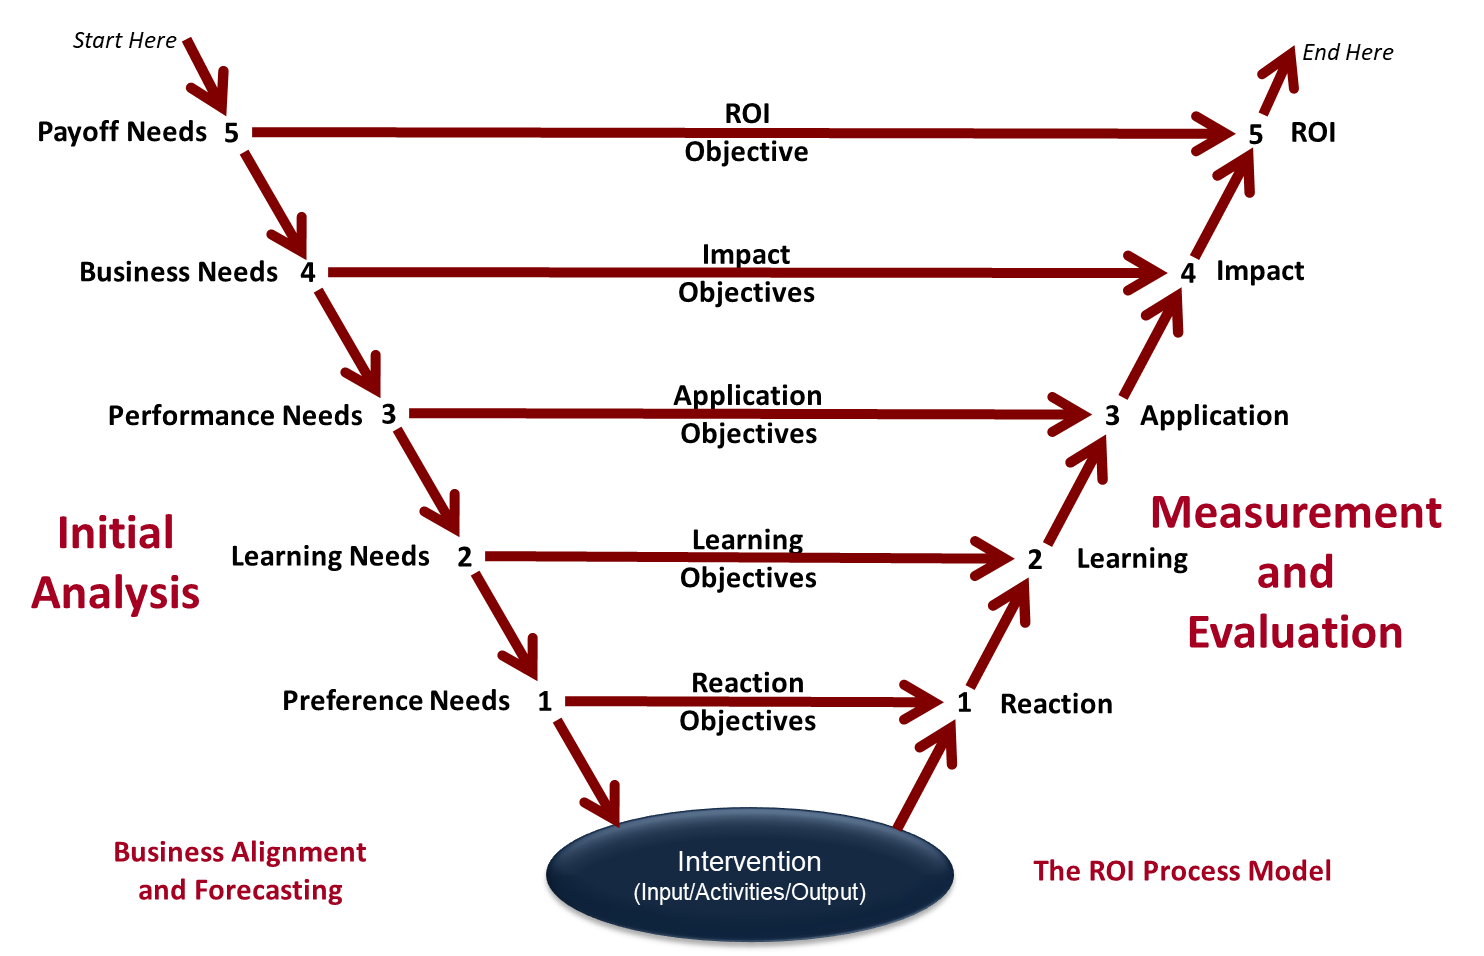 Start Here
End Here
Payoff Needs 5
ROI
Objective
5 ROI
Business Needs 4
Impact
Objectives
4 Impact
Performance Needs 3
Application
Objectives
3 Application
Initial
Analysis
Learning Needs 2
Learning
Objectives
2 Learning
Measurement
and
Evaluation
Preference Needs 1
Reaction
Objectives
1 Reaction
Business Alignment
and Forecasting
Intervention
(Input/Activities/Output)
The ROI Process Model